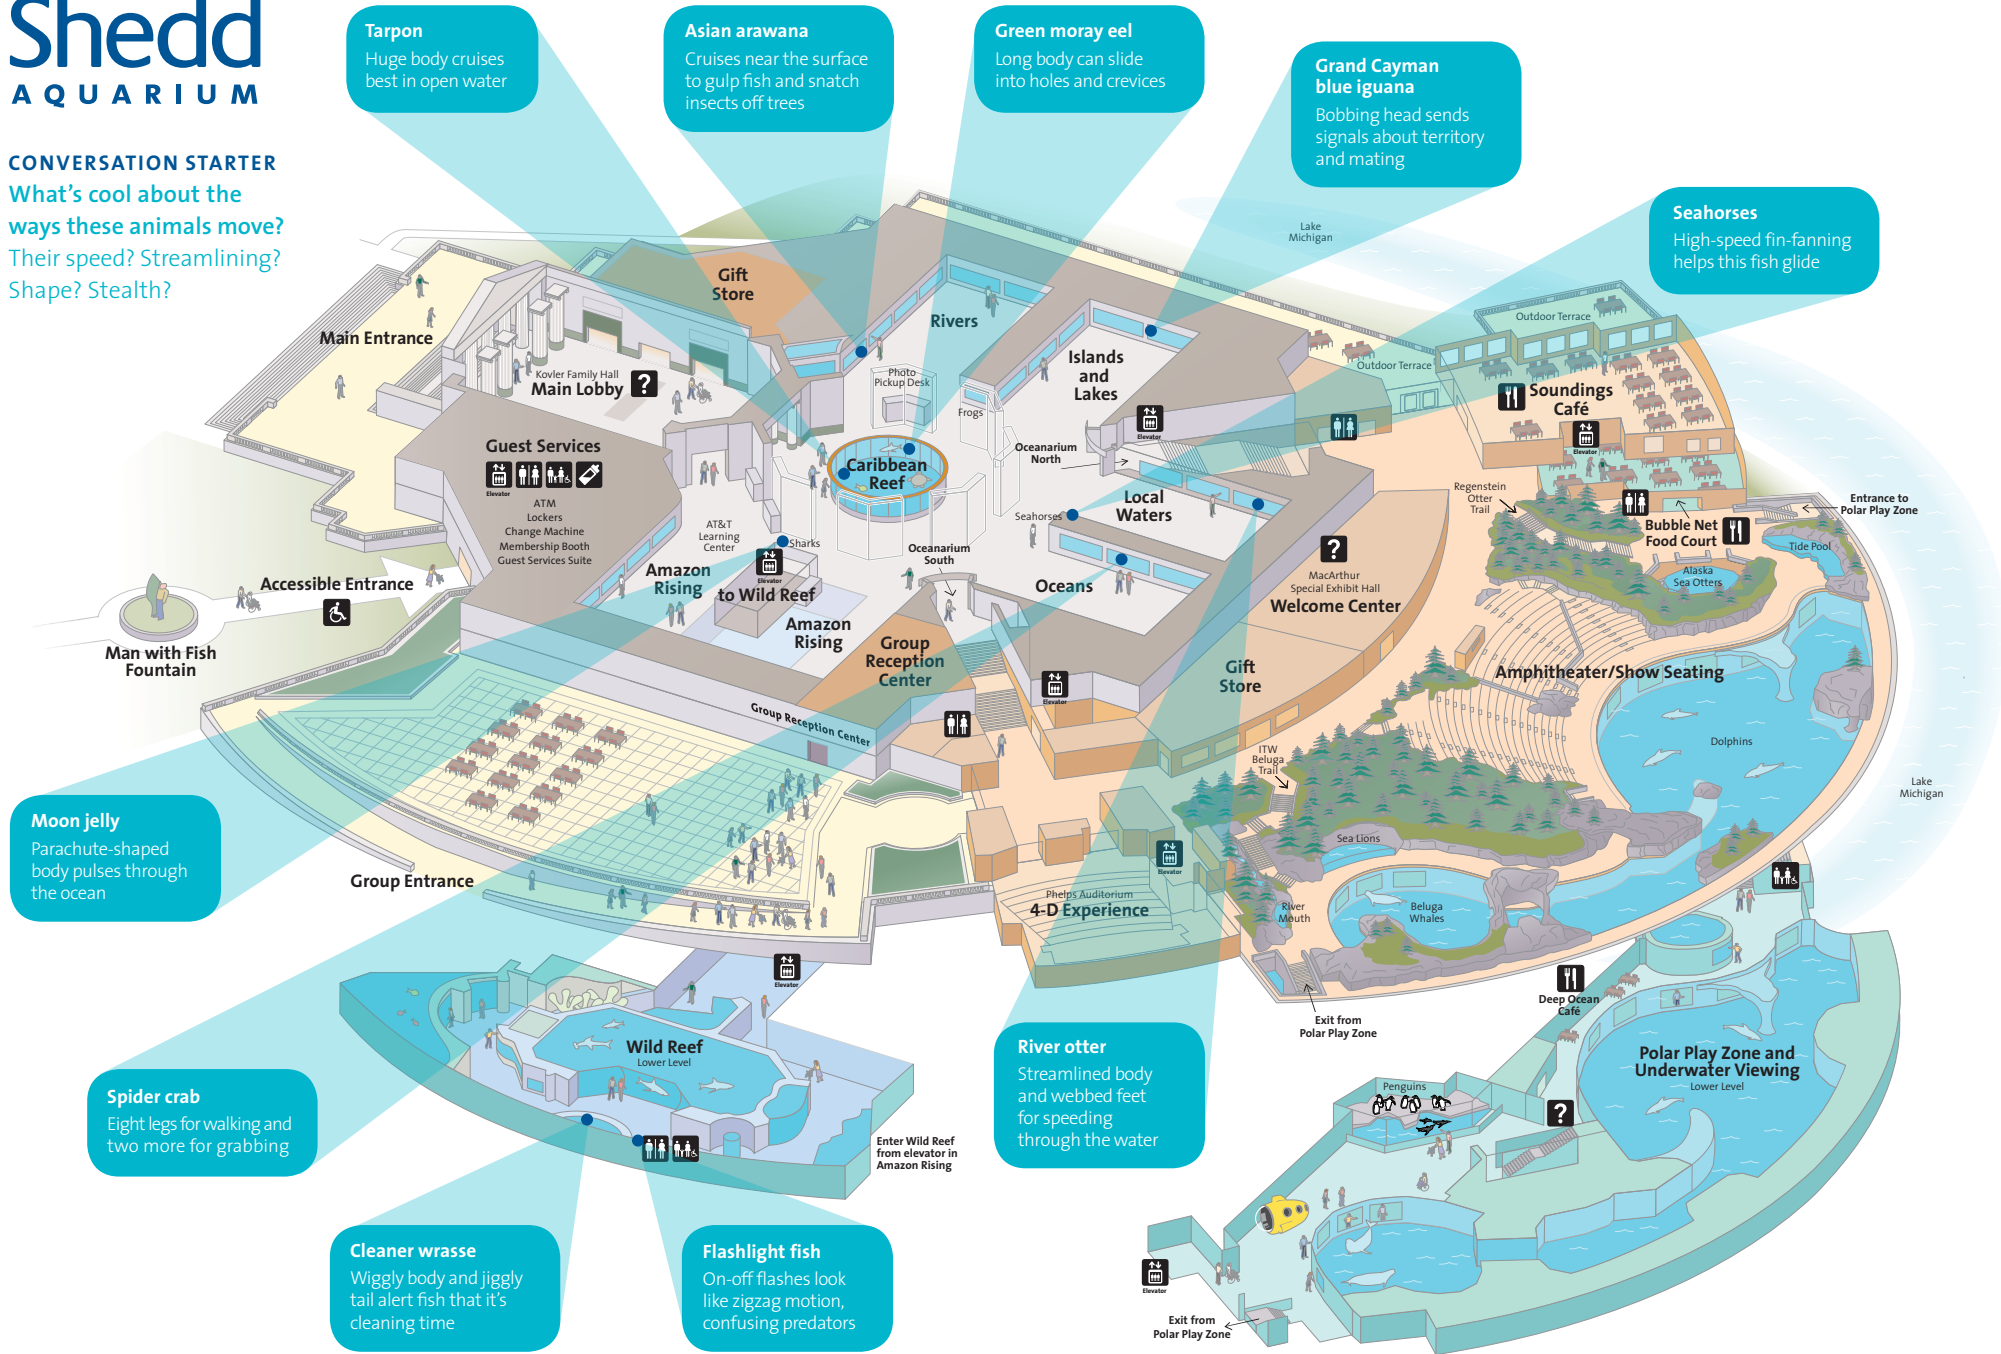 Shedd
AQUARIUM
CONVERSATION STARTER
What's cool about the
ways these animals move?
Their speed? Streamlining?
Shape? Stealth?
Tarpon
Huge body cruises
best in open water
Asian arawana
Cruises near the surface
to gulp fish and snatch
insects off trees
Green moray eel
Long body can slide
into holes and crevices
Grand Cayman
blue iguana
Bobbing head sends
signals about territory
and mating
Seahorses
High-speed fin-fanning
helps this fish glide
Lake
Michigan
Gift
Store
Main Entrance
Kovler Family Hall
Main Lobby
?
Rivers
Photo
Pickup Desk
Frogs
Islands
and
Lakes
Outdoor Terrace
Outdoor Terrace
Soundings
Café
Elevator
Elevator
Guest Services
Elevator
ATM
Lockers
Change Machine
Membership Booth
Guest Services Suite
Caribbean
Reef
Oceanarium
North
Local
Waters
Seahorses
Regenstein
Otter
Trail
Bubble Net
Food Court
Entrance to
Polar Play Zone
Tide Pool
Alaska
Sea Otters
AT&T
Learning
Center
Sharks
Elevator
to Wild Reef
Amazon
Rising
Amazon
Rising
Oceanarium
South
Oceans
?
MacArthur
Special Exhibit Hall
Welcome Center
Accessible Entrance
Man with Fish
Fountain
Group
Reception
Center
Group Reception Center
Elevator
Gift
Store
Amphitheater/Show Seating
Dolphins
ITW
Beluga
Trail
Lake
Michigan
Moon jelly
Parachute-shaped
body pulses through
the ocean
Group Entrance
Sea Lions
Elevator
Phelps Auditorium
4-D Experience
River
Mouth
Beluga
Whales
Elevator
Deep Ocean
Café
Exit from
Polar Play Zone
Wild Reef
Lower Level
Polar Play Zone and
Underwater Viewing
Lower Level
Penguins
?
Spider crab
Eight legs for walking and
two more for grabbing
River otter
Streamlined body
and webbed feet
for speeding
through the water
Enter Wild Reef
from elevator in
Amazon Rising
Cleaner wrasse
Wiggly body and jiggly
tail alert fish that it's
cleaning time
Flashlight fish
On-off flashes look
like zigzag motion,
confusing predators
Elevator
Exit from
Polar Play Zone